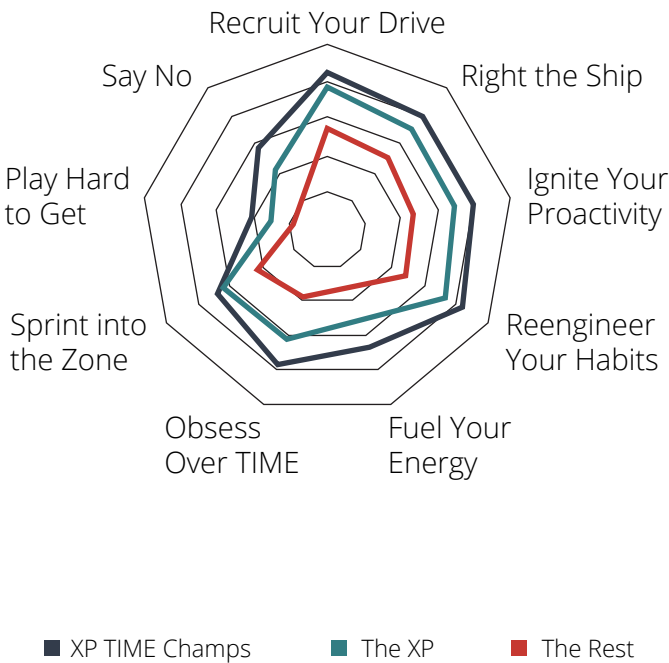 Recruit Your Drive
Say No
Right the Ship
Play Hard
to Get
Ignite Your
Proactivity
Sprint into
the Zone
Reengineer
Your Habits
Obsess
Over TIME
Fuel Your
Energy
XP TIME Champs
The XP
The Rest